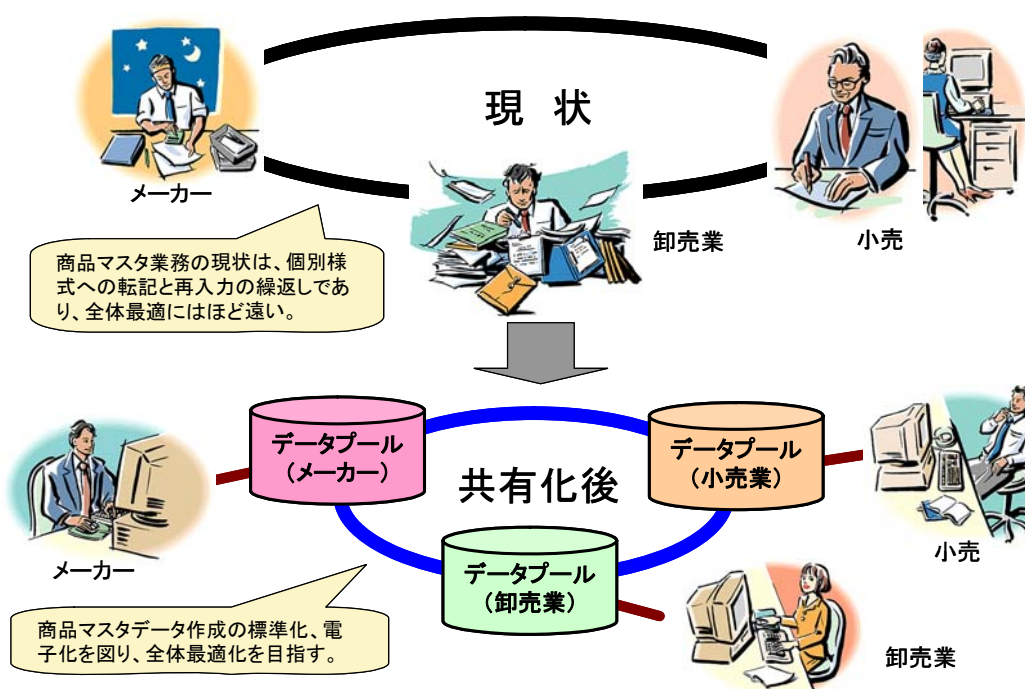 現 状
メーカー
卸売業
小売
商品マスタ業務の現状は、個別様
式への転記と再入力の繰返しであ
り、全体最適にはほど遠い。
データプール
(メーカー)
データプール
(小売業)
共有化後
データプール
(卸売業)
メーカー
小売
卸売業
商品マスタデータ作成の標準化、電
子化を図り、全体最適化を目指す。